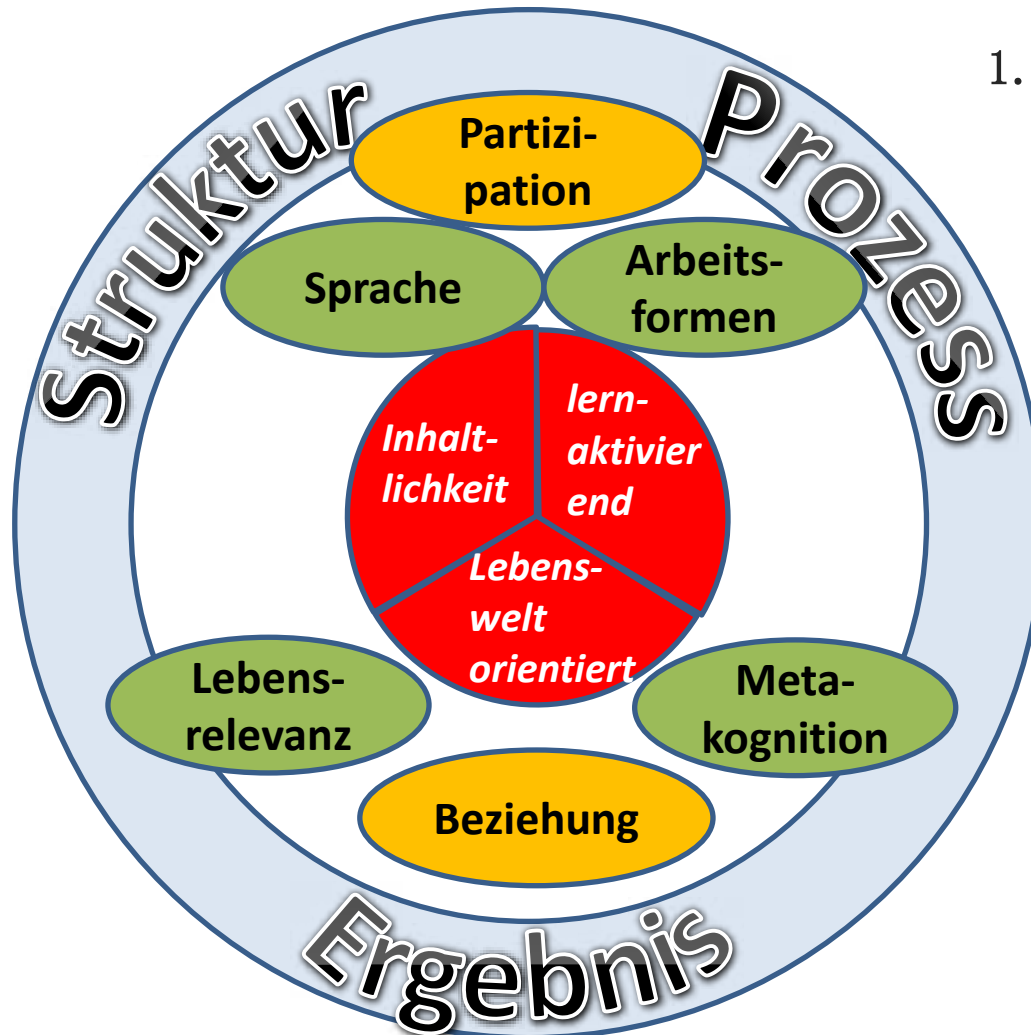 1.
Struktur
Prozess
Partizi-
pation
Sprache
Arbeits-
formen
Inhalt-
lichkeit
lern-
aktivier
end
Lebens-
welt
orientiert
Lebens-
relevanz
Meta-
kognition
Beziehung
Ergebnis